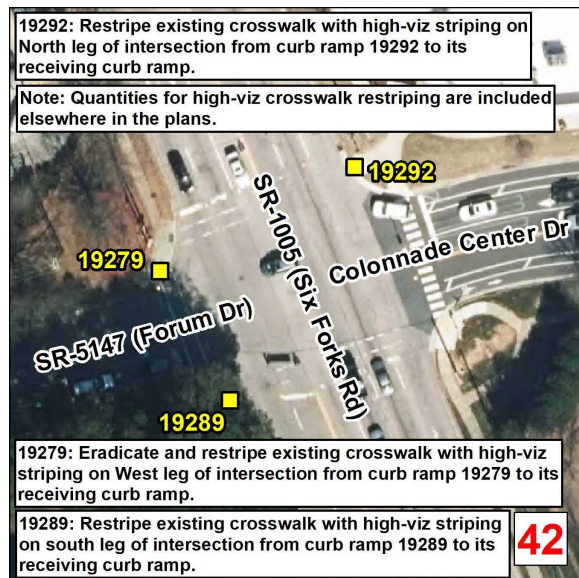 19292: Restripe existing crosswalk with high-viz striping on
North leg of intersection from curb ramp 19292 to its
receiving curb ramp.
Note: Quantities for high-viz crosswalk restriping are included
elsewhere in the plans.
19292
SR-1005 (Six Forks Rd)
Colonnade Center Dr
19279
SR-5147 (Forum Dr)
19289
19279: Eradicate and restripe existing crosswalk with high-viz
striping on West leg of intersection from curb ramp 19279 to its
receiving curb ramp.
19289: Restripe existing crosswalk with high-viz striping
on south leg of intersection from curb ramp 19289 to its
receiving curb ramp.
42